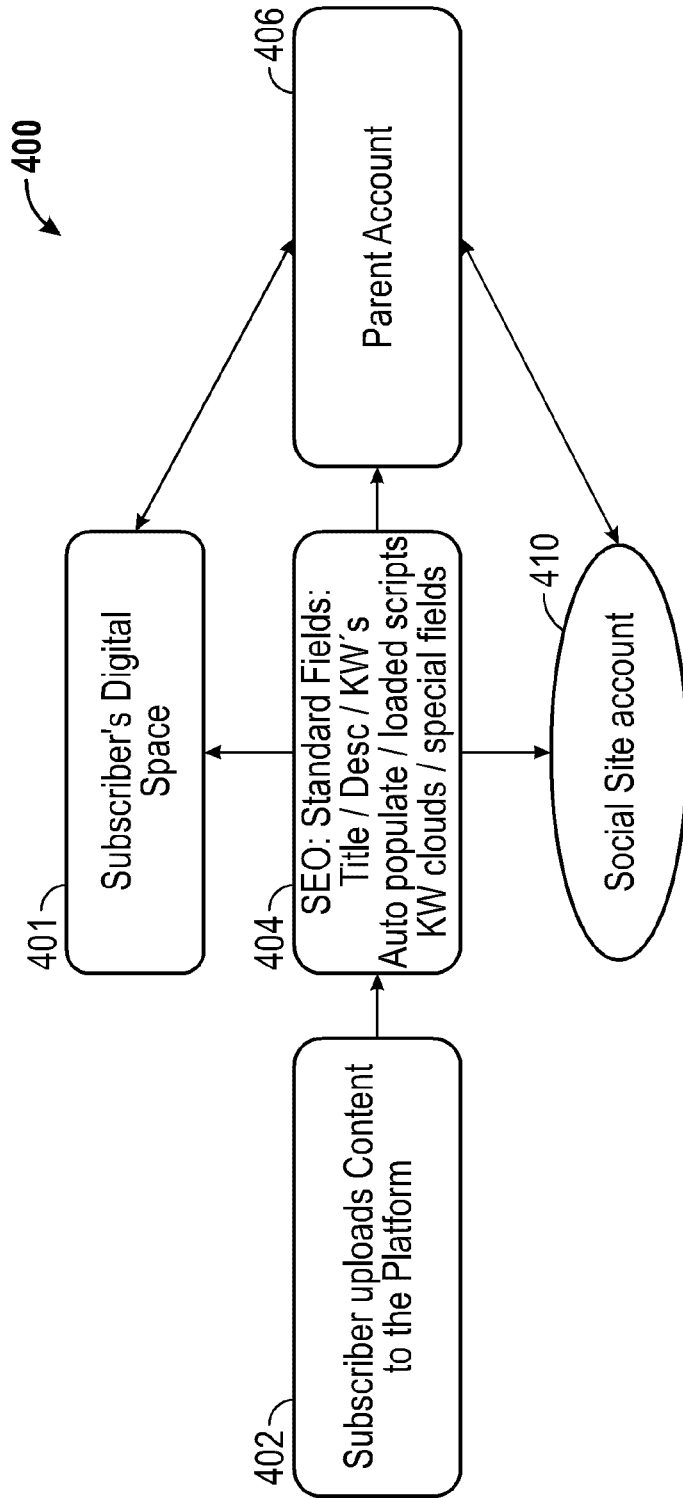 400
401
Subscriber's Digital
Space
402
Subscriber uploads Content
to the Platform
404
SEO: Standard Fields:
Title / Desc / KW´s
Auto populate / loaded scripts
KW clouds / special fields
406
Parent Account
410
Social Site account